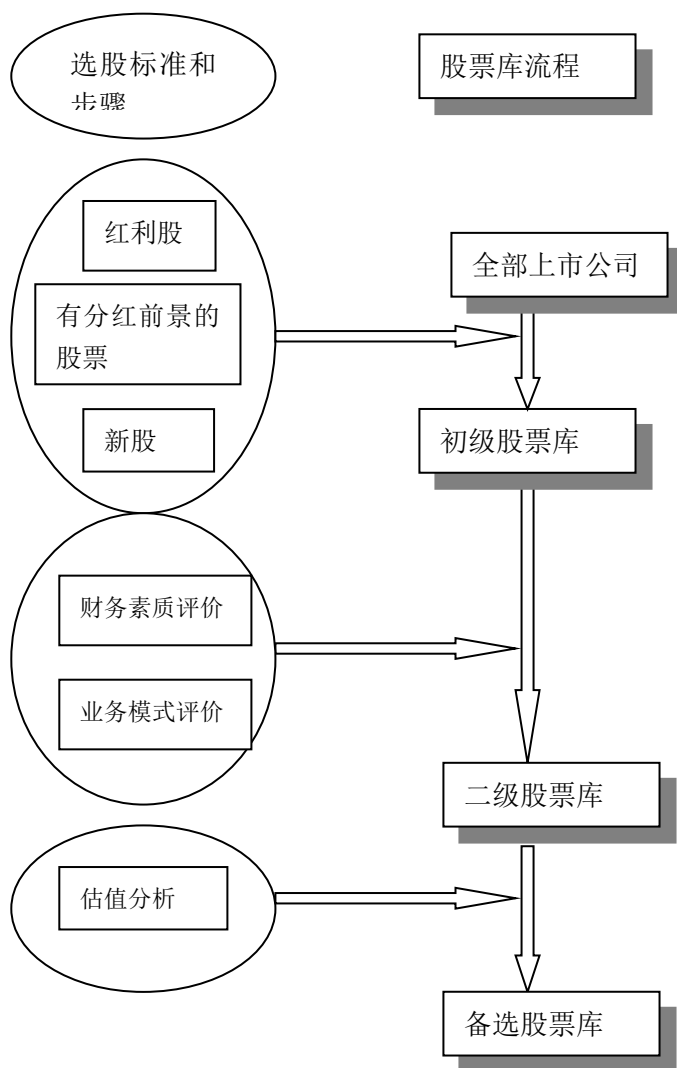 选股标准和
步骤
股票库流程
红利股
有分红前景的
股票
新股
全部上市公司
初级股票库
财务素质评价
业务模式评价
二级股票库
估值分析
备选股票库